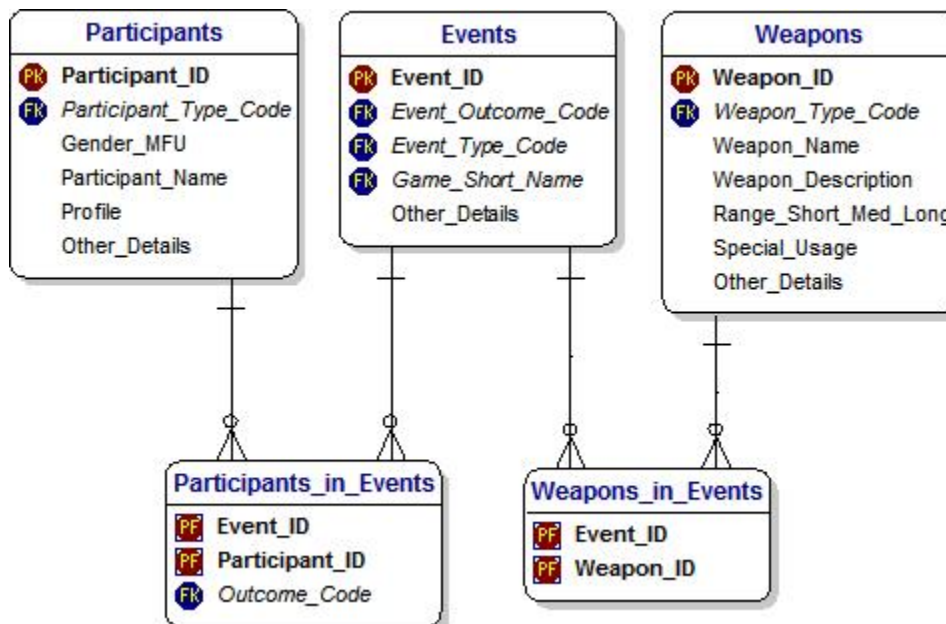 Participants
PK Participant_ID
FK Participant_Type_Code
Gender_MFU
Participant_Name
Profile
Other_Details
Events
PK Event_ID
FK Event_Outcome_Code
FK Event_Type_Code
FK Game_Short_Name
Other_Details
Weapons
PK Weapon_ID
FK Weapon_Type_Code
Weapon_Name
Weapon_Description
Range_Short_Med_Long
Special_Usage
Other_Details
Participants_in_Events
PF Event_ID
PF Participant_ID
FK Outcome_Code
Weapons_in_Events
PF Event_ID
PF Weapon_ID